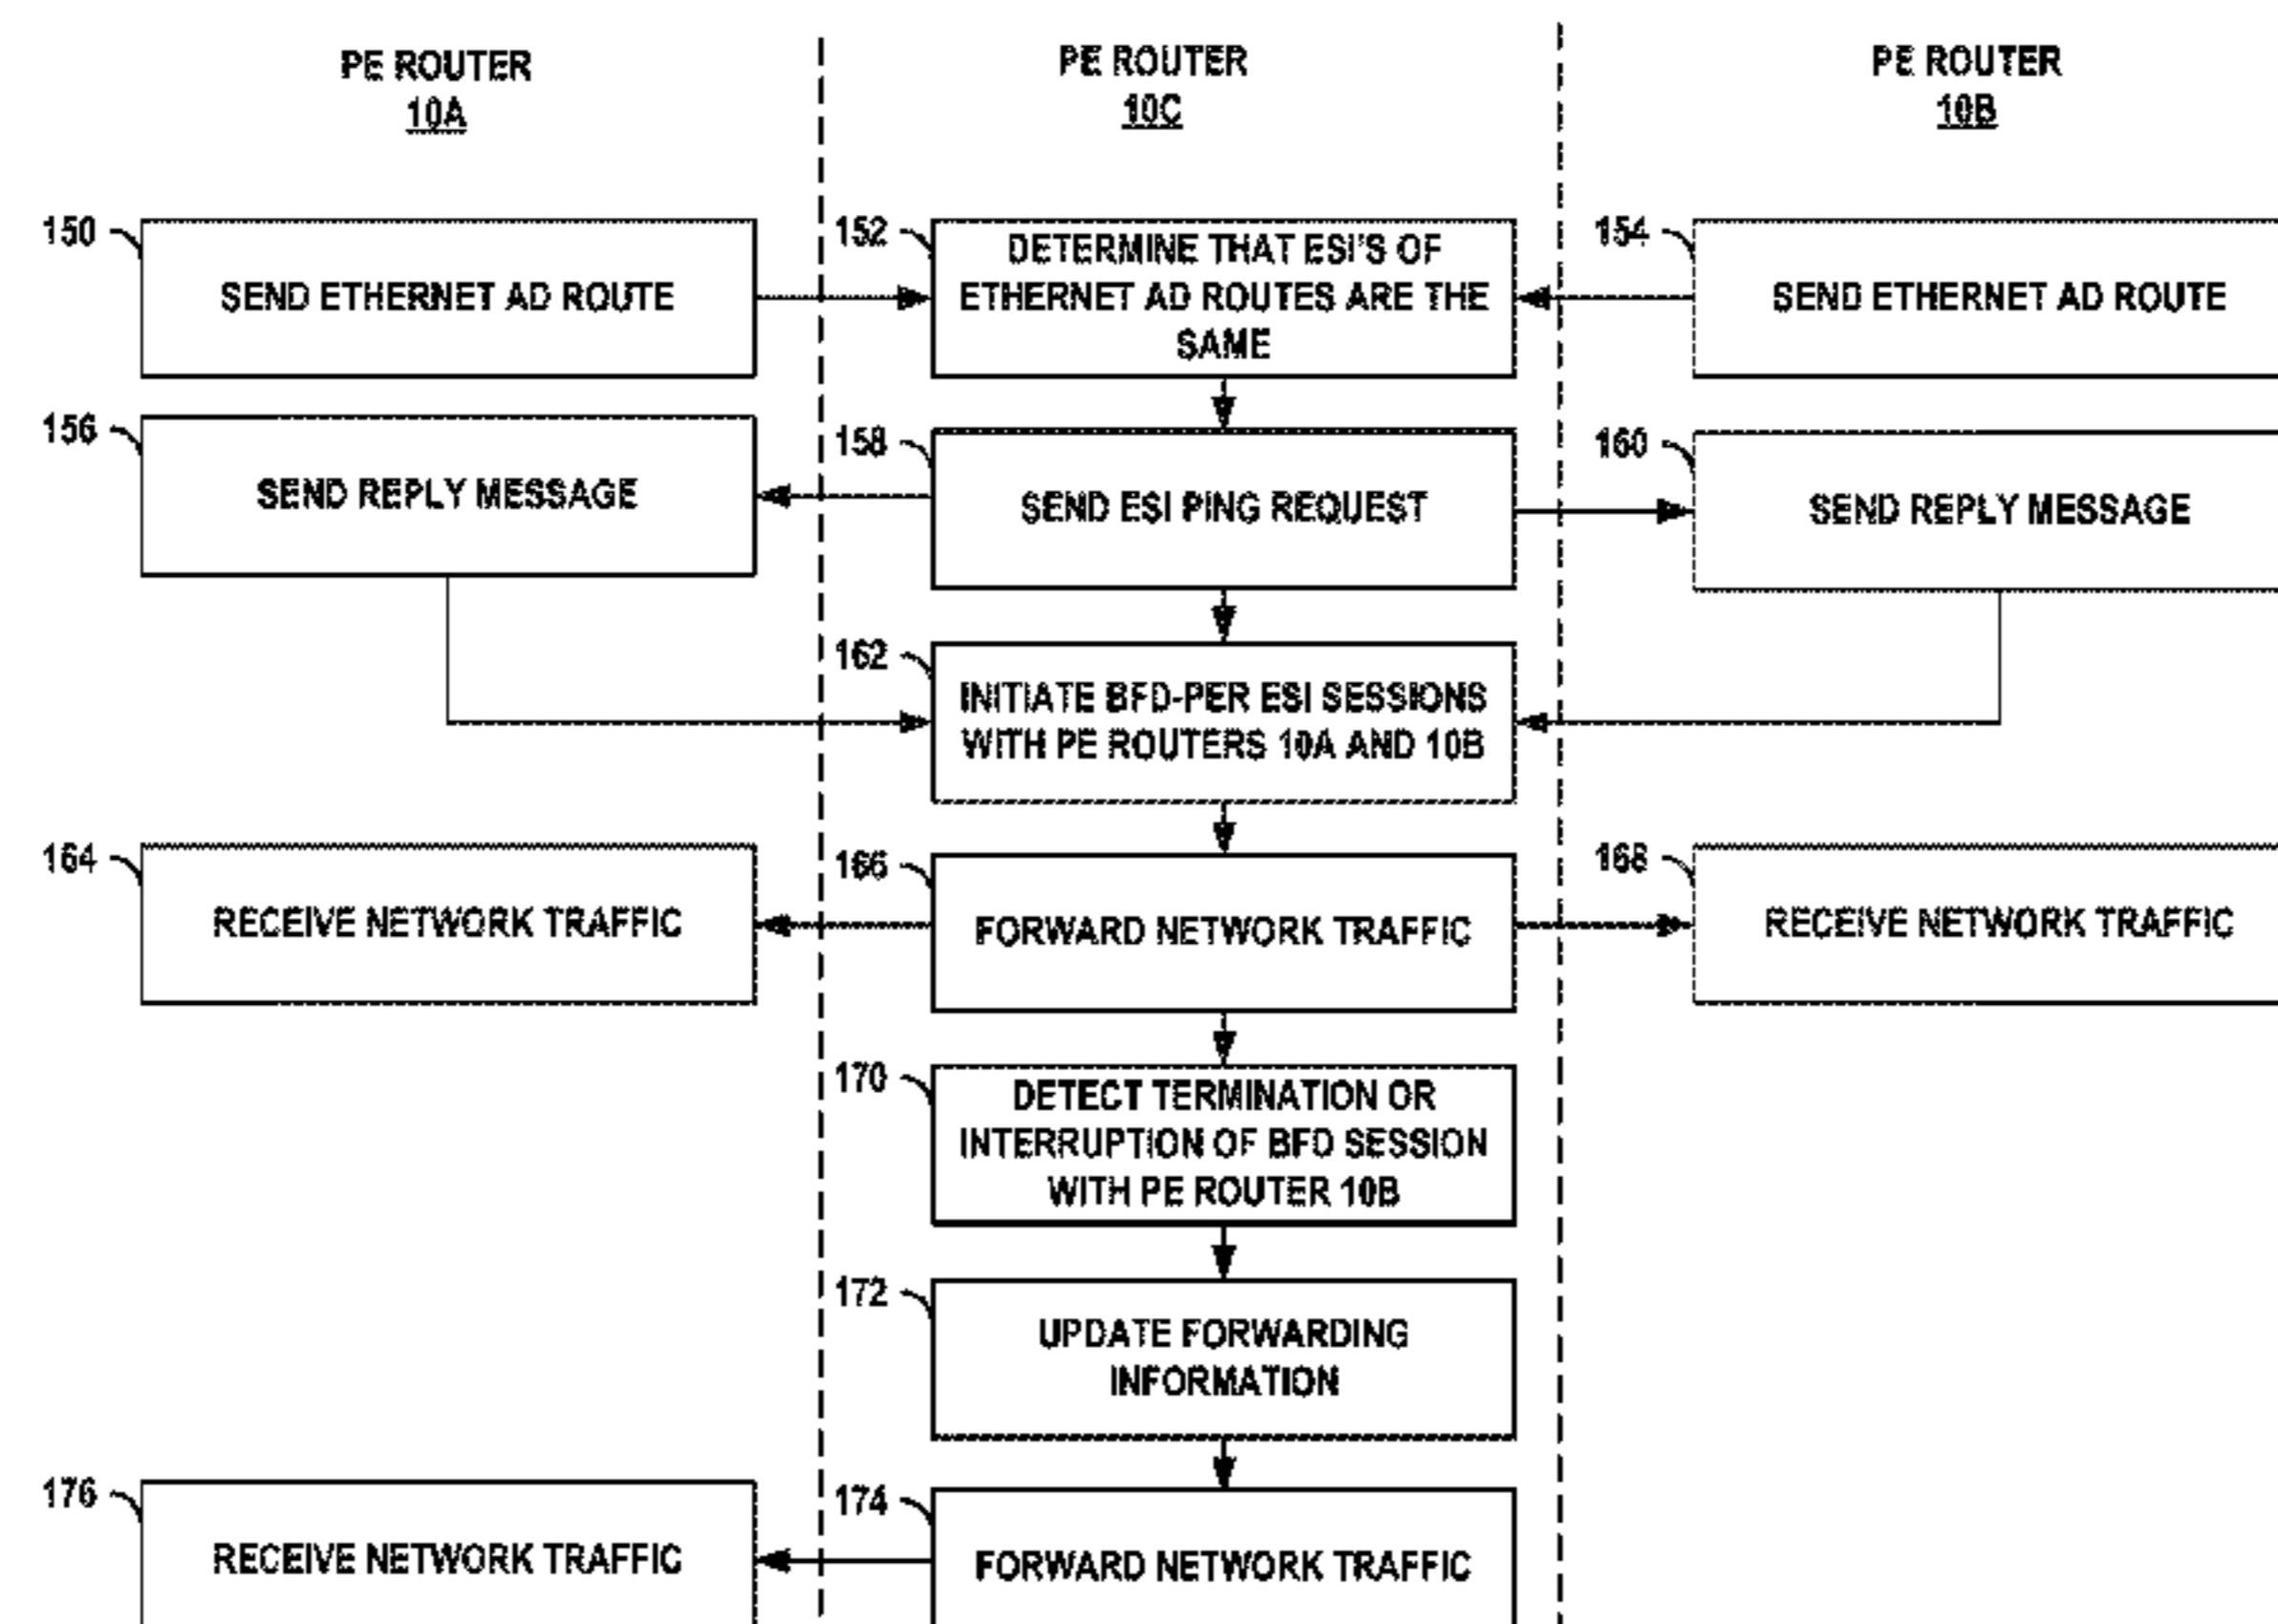 PE ROUTER
10A
PE ROUTER
10C
PE ROUTER
10B
150
SEND ETHERNET AD ROUTE
152
DETERMINE THAT ESI'S OF
ETHERNET AD ROUTES ARE THE
SAME
154
SEND ETHERNET AD ROUTE
156
SEND REPLY MESSAGE
158
SEND ESI PING REQUEST
160
SEND REPLY MESSAGE
162
INITIATE BFD-PER ESI SESSIONS
WITH PE ROUTERS 10A AND 10B
164
RECEIVE NETWORK TRAFFIC
166
FORWARD NETWORK TRAFFIC
168
RECEIVE NETWORK TRAFFIC
170
DETECT TERMINATION OR
INTERRUPTION OF BFD SESSION
WITH PE ROUTER 10B
172
UPDATE FORWARDING
INFORMATION
176
RECEIVE NETWORK TRAFFIC
174
FORWARD NETWORK TRAFFIC